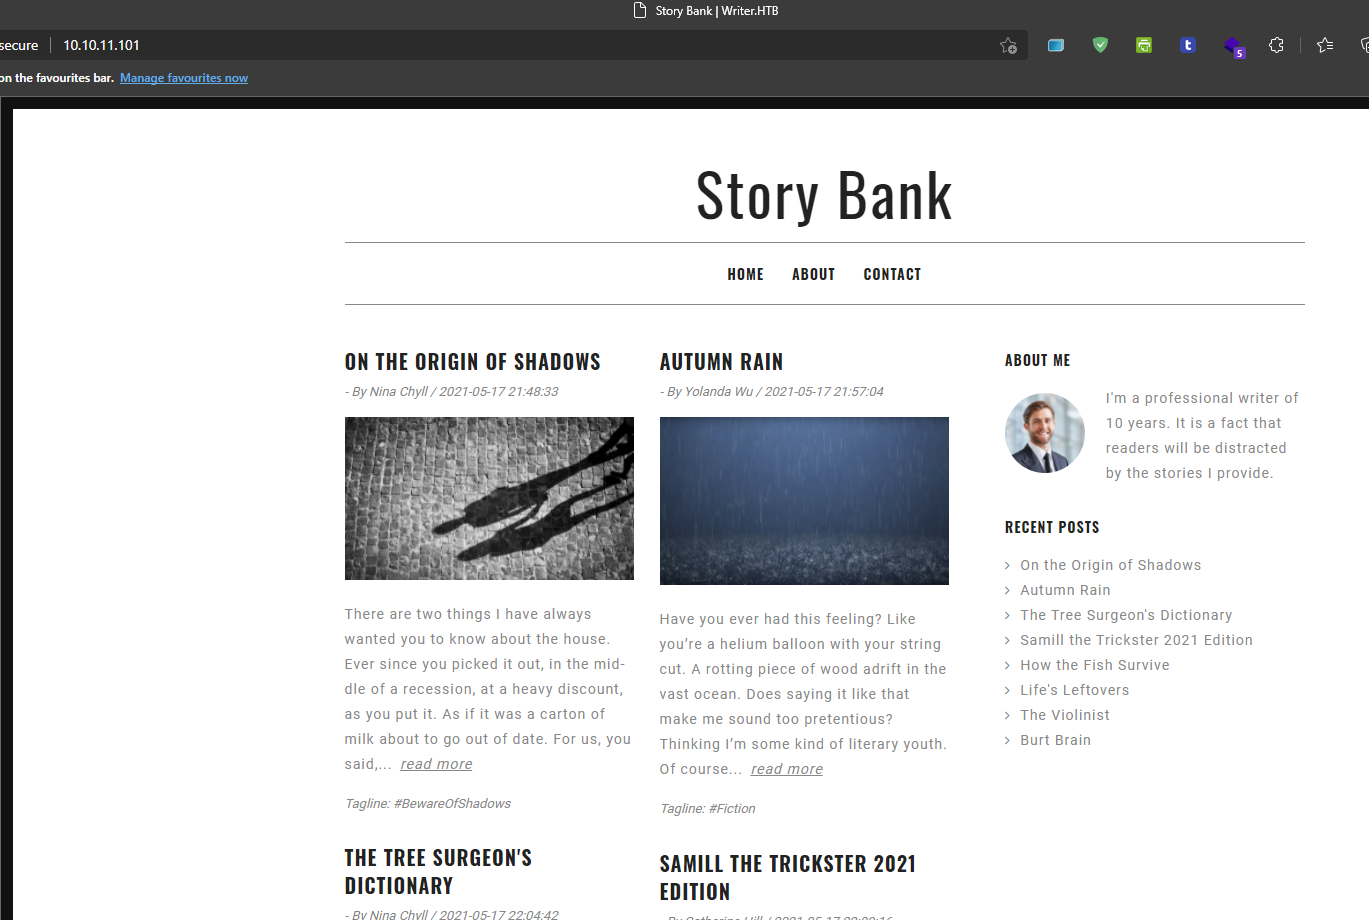 Story Bank | Writer.HTB
secure
10.10.11.101
on the favourites bar. Manage favourites now
t
5
Story Bank
HOME ABOUT CONTACT
ON THE ORIGIN OF SHADOWS
- By Nina Chyll / 2021-05-17 21:48:33
There are two things I have always
wanted you to know about the house.
Ever since you picked it out, in the mid-
dle of a recession, at a heavy discount,
as you put it. As if it was a carton of
milk about to go out of date. For us, you
said,... read more
Tagline: #BewareOfShadows
THE TREE SURGEON'S
DICTIONARY
- By Nina Chyll / 2021-05-17 22:04:42
AUTUMN RAIN
- By Yolanda Wu / 2021-05-17 21:57:04
Have you ever had this feeling? Like
you’re a helium balloon with your string
cut. A rotting piece of wood adrift in the
vast ocean. Does saying it like that
make me sound too pretentious?
Thinking I’m some kind of literary youth.
Of course... read more
Tagline: #Fiction
SAMILL THE TRICKSTER 2021
EDITION
ABOUT ME
I'm a professional writer of
10 years. It is a fact that
readers will be distracted
by the stories I provide.
RECENT POSTS
On the Origin of Shadows
Autumn Rain
The Tree Surgeon's Dictionary
Samill the Trickster 2021 Edition
How the Fish Survive
Life's Leftovers
The Violinist
Burt Brain